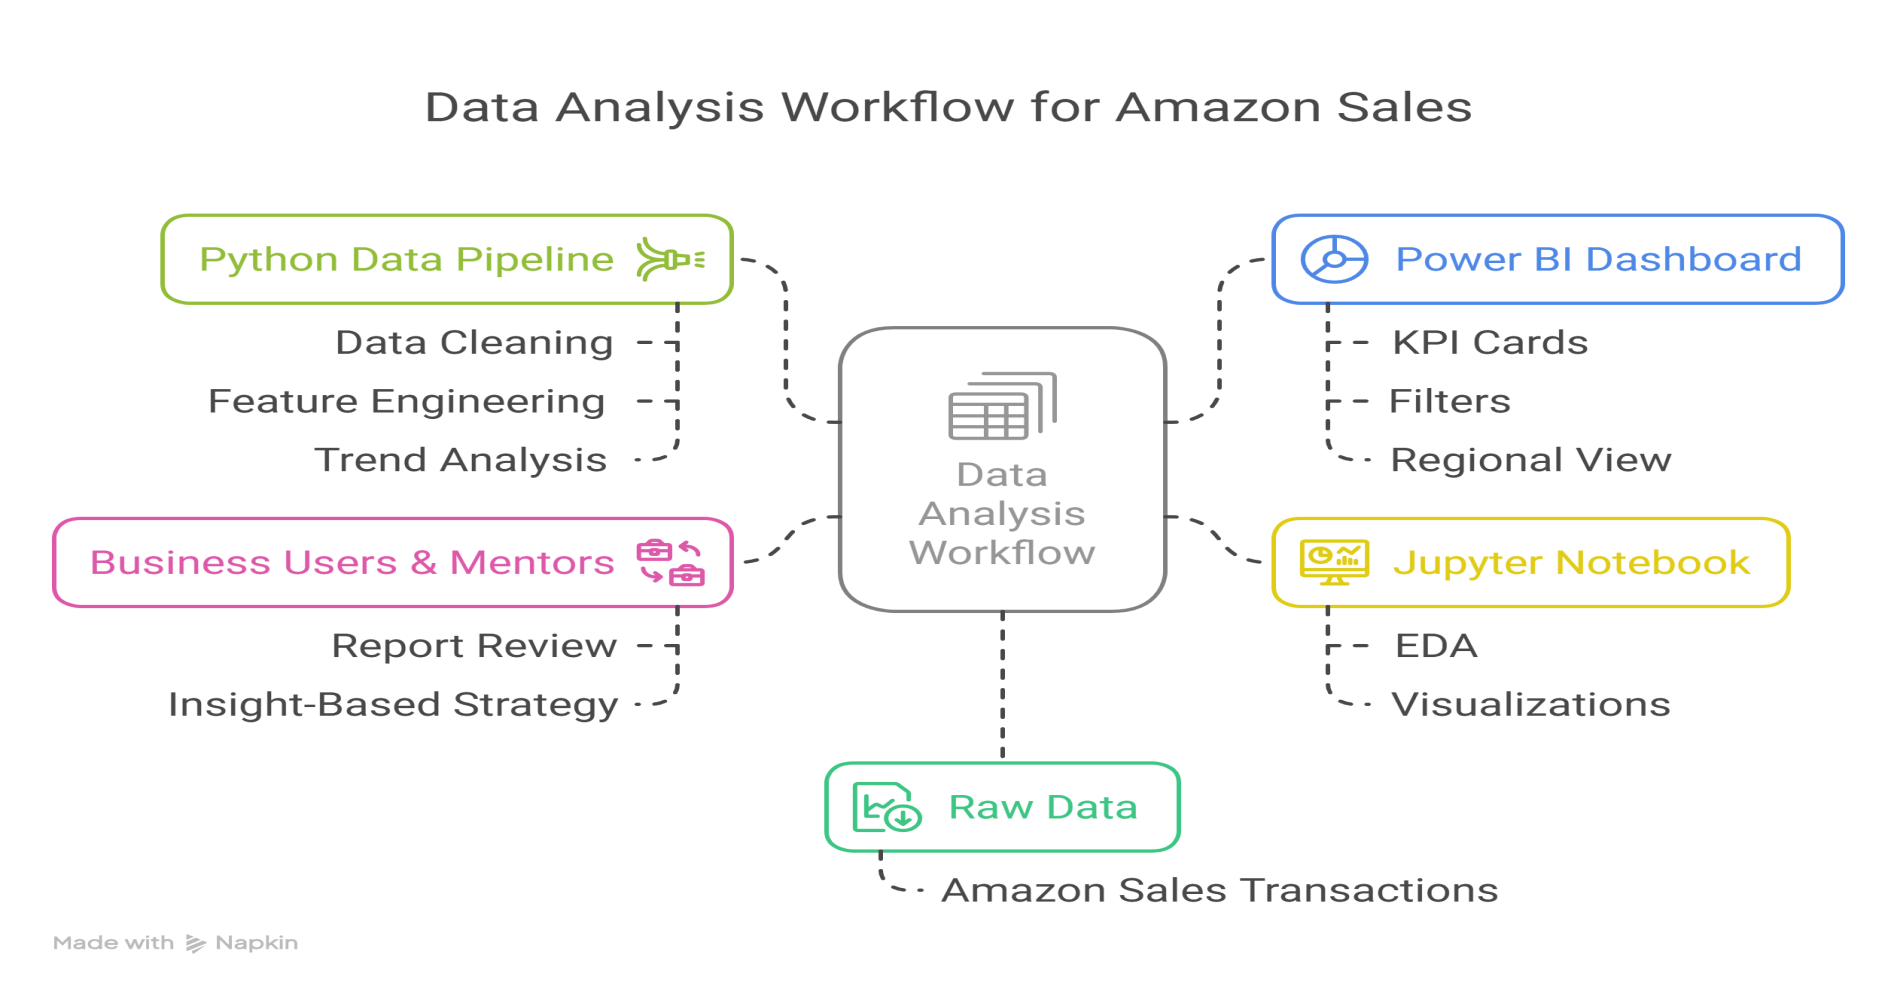 Data Analysis Workflow for Amazon Sales
Python Data Pipeline
Data Cleaning
Feature Engineering
Trend Analysis
Business Users & Mentors
Report Review
Insight-Based Strategy
Data
Analysis
Workflow
Power BI Dashboard
KPI Cards
Filters
Regional View
Jupyter Notebook
EDA
Visualizations
Raw Data
Amazon Sales Transactions
Made with Napkin